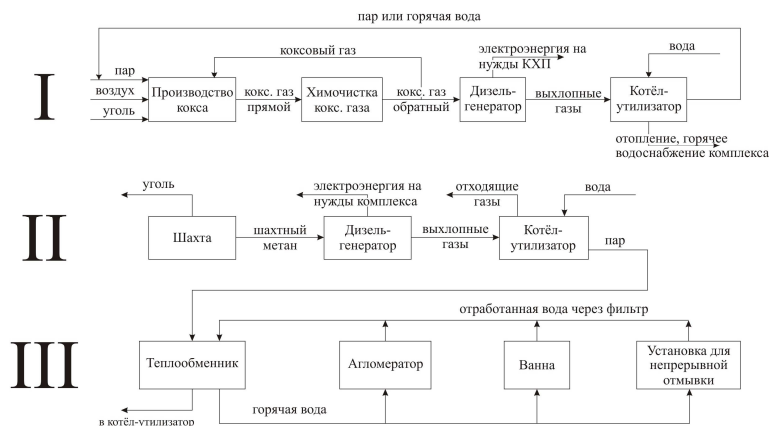 пар или горячая вода
I
пар
воздух
уголь
коксовый газ
Производство
кокса
кокс. газ
прямой
Химочистка
кокс. газа
кокс. газ
обратный
электроэнергия на
нужды КХП
Дизель-
генератор
выхлопные
газы
вода
Котёл-
утилизатор
отопление, горячее
водоснабжение комплекса
II
уголь
Шахта
шахтный
метан
электроэнергия на
нужды комплекса
Дизель-
генератор
выхлопные
газы
отходящие
газы
вода
Котёл-
утилизатор
пар
III
отработанная вода через фильтр
Теплообменник
Агломератор
Ванна
Установка для
непрерывной
отмывки
горячая вода
в котёл-утилизатор